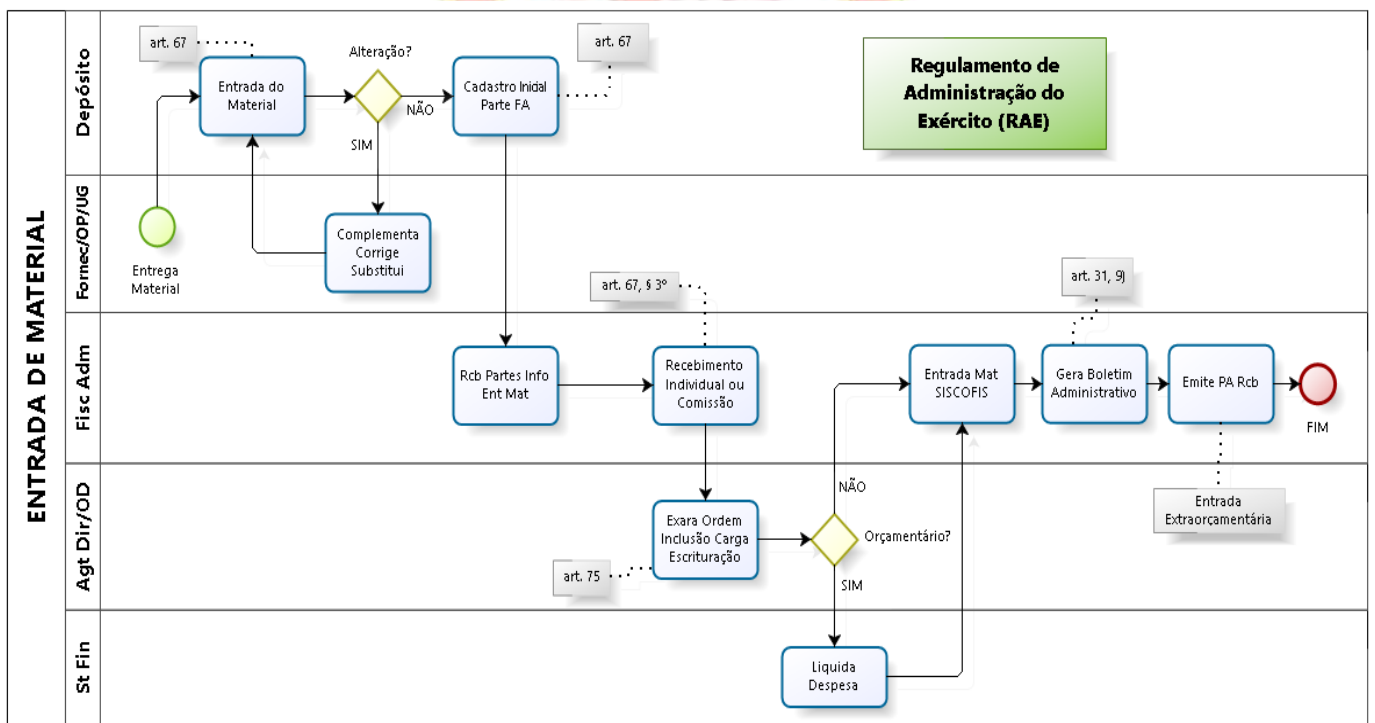 ENTRADA DE MATERIAL
Depósito
art. 67
Entrada do
Material
Alteração?
NÃO
SIM
Cadastro Inicial
Parte FA
art. 67
Regulamento de
Administração do
Exército (RAE)
Fornec/OP/UG
Entrega
Material
Complementa
Corrige
Substitui
Fisc Adm
Rcb Partes Info
Ent Mat
art. 67, § 3º
Recebimento
Individual ou
Comissão
Entrada Mat
SISCOFIS
art. 31, 9)
Gera Boletim
Administrativo
Emite PA Rcb
FIM
Agt Dir/OD
art. 75
Exara Ordem
Inclusão Carga
Escrituração
Orçamentário?
NÃO
SIM
Entrada
Extraorçamentária
St Fin
Liquida
Despesa